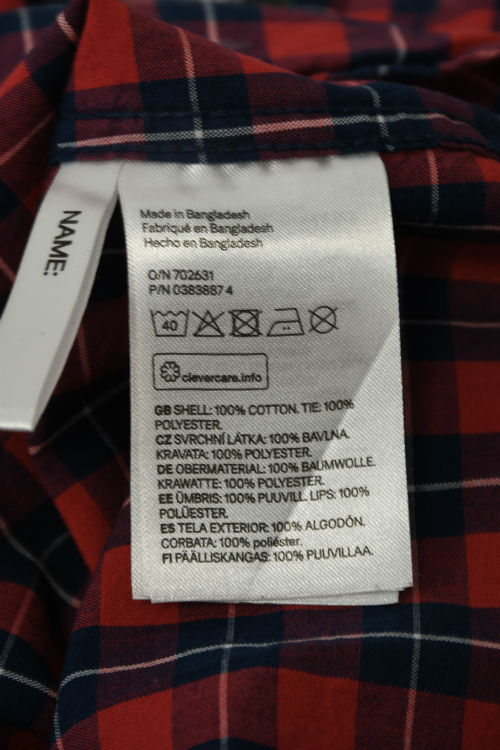 NAME:
Made in Bangladesh
Fabriqué en Bangladesh
Hecho en Bangladesh
O/N 702631
P/N 0383887 4
40
clevercare.info
GB SHELL: 100% COTTON. TIE: 100%
POLYESTER.
CZ SVRCHNÍ LÁTKA: 100% BAVLNA.
KRAVATA: 100% POLYESTER.
DE OBERMATERIAL: 100% BAUMWOLLE.
KRAWATTE: 100% POLYESTER.
EE ÜMBRIS: 100% PUUVILL. LIPS: 100%
POLÜESTER.
ES TELA EXTERIOR: 100% ALGODÓN.
CORBATA: 100% poliéster.
FI PÄÄLLISKANGAS: 100% PUUVILLAA.